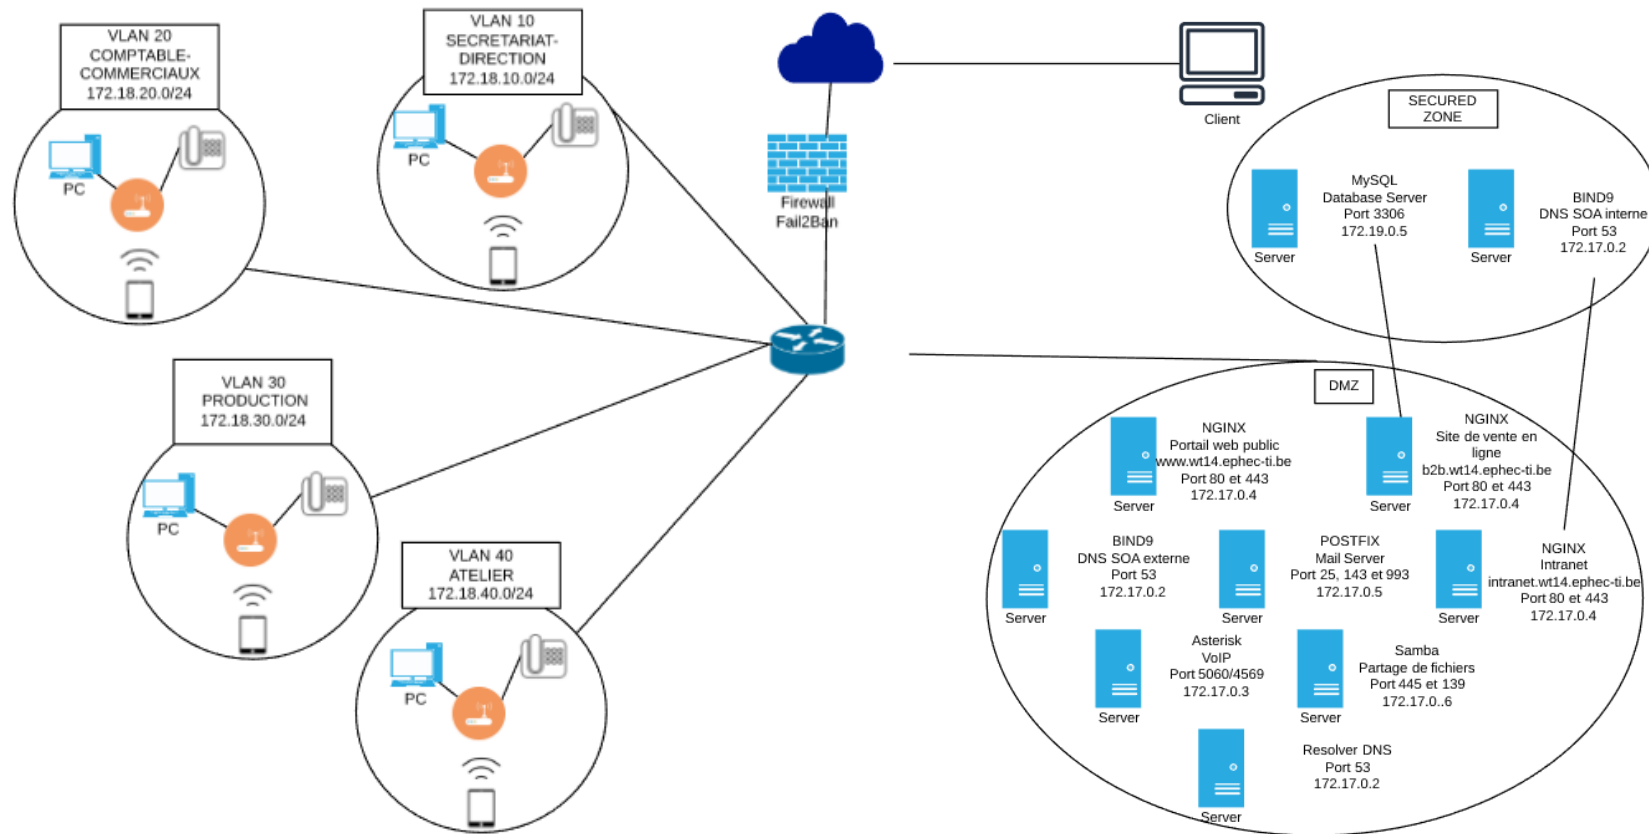 VLAN 20
COMPTABLE-
COMMERCIAUX
172.18.20.0/24
PC
VLAN 10
SECRETARIAT-
DIRECTION
172.18.10.0/24
PC
Firewall
Fail2Ban
Client
SECURED
ZONE
MySQL
Database Server
Port 3306
172.19.0.5
Server
BIND9
DNS SOA interne
Port 53
172.17.0.2
Server
VLAN 30
PRODUCTION
172.18.30.0/24
PC
VLAN 40
ATELIER
172.18.40.0/24
PC
DMZ
NGINX
Portail web public
www.wt14.ephec-ti.be
Port 80 et 443
172.17.0.4
Server
NGINX
Site de vente en
ligne
b2b.wt14.ephec-ti.be
Port 80 et 443
172.17.0.4
Server
BIND9
DNS SOA externe
Port 53
172.17.0.2
Server
POSTFIX
Mail Server
Port 25, 143 et 993
172.17.0.5
Server
NGINX
Intranet
intranet.wt14.ephec-ti.be
Port 80 et 443
172.17.0.4
Server
Asterisk
VoIP
Port 5060/4569
172.17.0.3
Server
Samba
Partage de fichiers
Port 445 et 139
172.17.0..6
Server
Resolver DNS
Port 53
172.17.0.2
Server